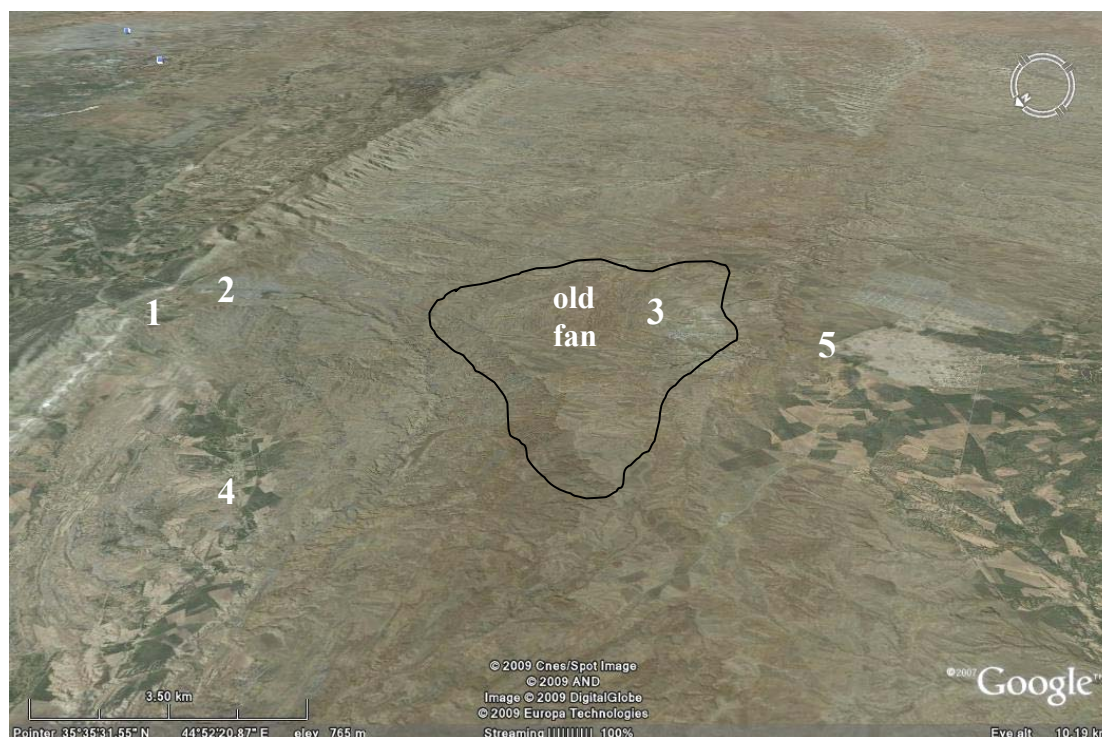 N
1
2
old
fan
3
5
4
© 2009 Cnes/Spot Image
© 2009 AND
Image © 2009 DigitalGlobe
© 2009 Europa Technologies
©2007 Google™
3.50 km
Pointer 35°35'31.55" N 44°52'20.87" E elev 765 m Streaming 100% Eye alt 10.19 km